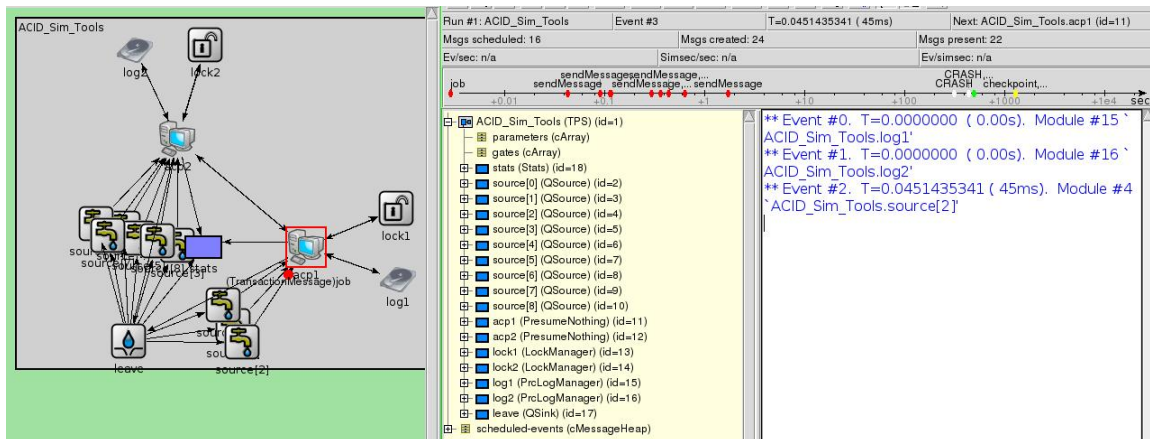 ACID_Sim_Tools
log2
lock2
acp2
lock1
stats
source[3]
acp1
(TransactionMessage)job
log1
leave
source[2]
Run #1: ACID_Sim_Tools
Event #3
T=0.0451435341 ( 45ms)
Next: ACID_Sim_Tools.acp1 (id=11)
Msgs scheduled: 16
Msgs created: 24
Msgs present: 22
Ev/sec: n/a
Simsec/sec: n/a
Ev/simsec: n/a
sendMessagesendMessage,...
CRASH,...
job
sendMessage
sendMessage,... sendMessage
CRASH checkpoint,...
+0.01
+0.1
+1
+10
+100
+1000
+1e4
sec
ACID_Sim_Tools (TPS) (id=1)
parameters (cArray)
gates (cArray)
stats (Stats) (id=18)
source[0] (QSource) (id=2)
source[1] (QSource) (id=3)
source[2] (QSource) (id=4)
source[3] (QSource) (id=5)
source[4] (QSource) (id=6)
source[5] (QSource) (id=7)
source[6] (QSource) (id=8)
source[7] (QSource) (id=9)
source[8] (QSource) (id=10)
acp1 (PresumeNothing) (id=11)
acp2 (PresumeNothing) (id=12)
lock1 (LockManager) (id=13)
lock2 (LockManager) (id=14)
log1 (PrcLogManager) (id=15)
log2 (PrcLogManager) (id=16)
leave (QSink) (id=17)
scheduled-events (cMessageHeap)
** Event #0. T=0.0000000 ( 0.00s). Module #15 `
ACID_Sim_Tools.log1'
** Event #1. T=0.0000000 ( 0.00s). Module #16 `
ACID_Sim_Tools.log2'
** Event #2. T=0.0451435341 ( 45ms). Module #4
`ACID_Sim_Tools.source[2]'